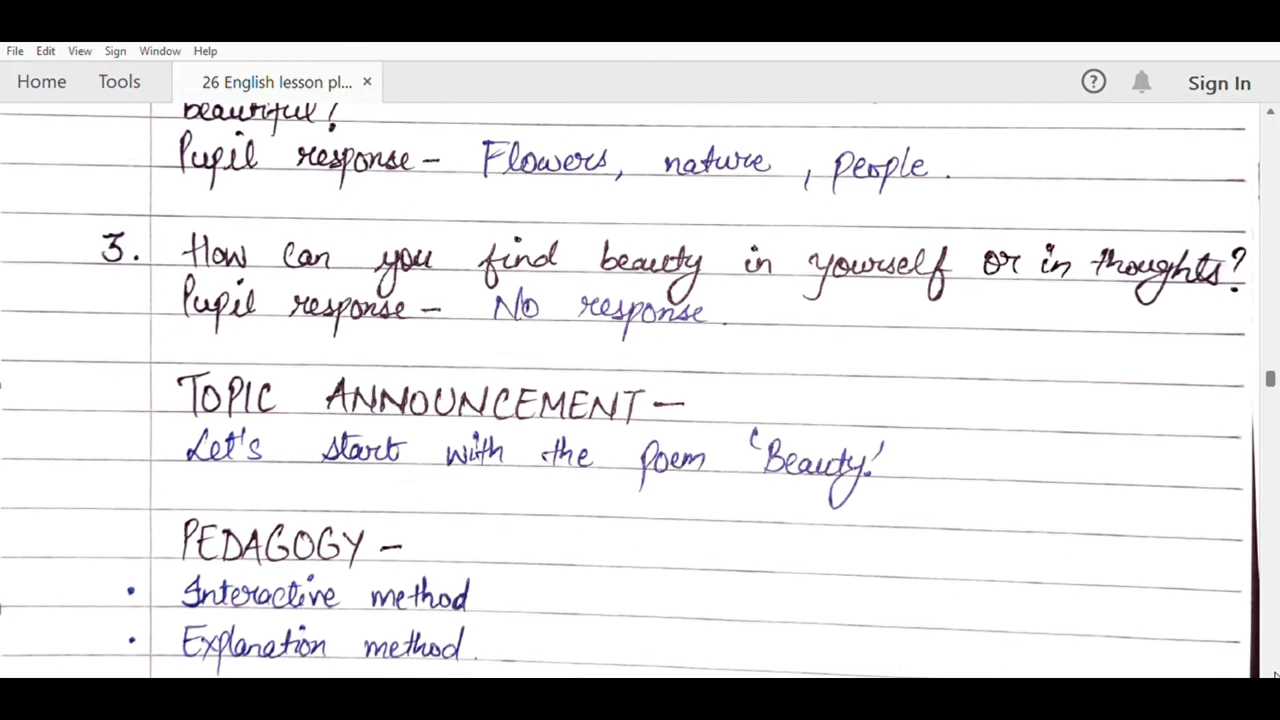 File Edit View Sign Window Help
Home Tools 26 English lesson pl... × Sign In
beautiful!
Pupil response - Flowers, nature, people.
3. How can you find beauty in yourself or in thoughts?
Pupil response - No response.
TOPIC ANNOUNCEMENT -
Let's start with the poem 'Beauty.'
PEDAGOGY -
• Interactive method
• Explanation method.